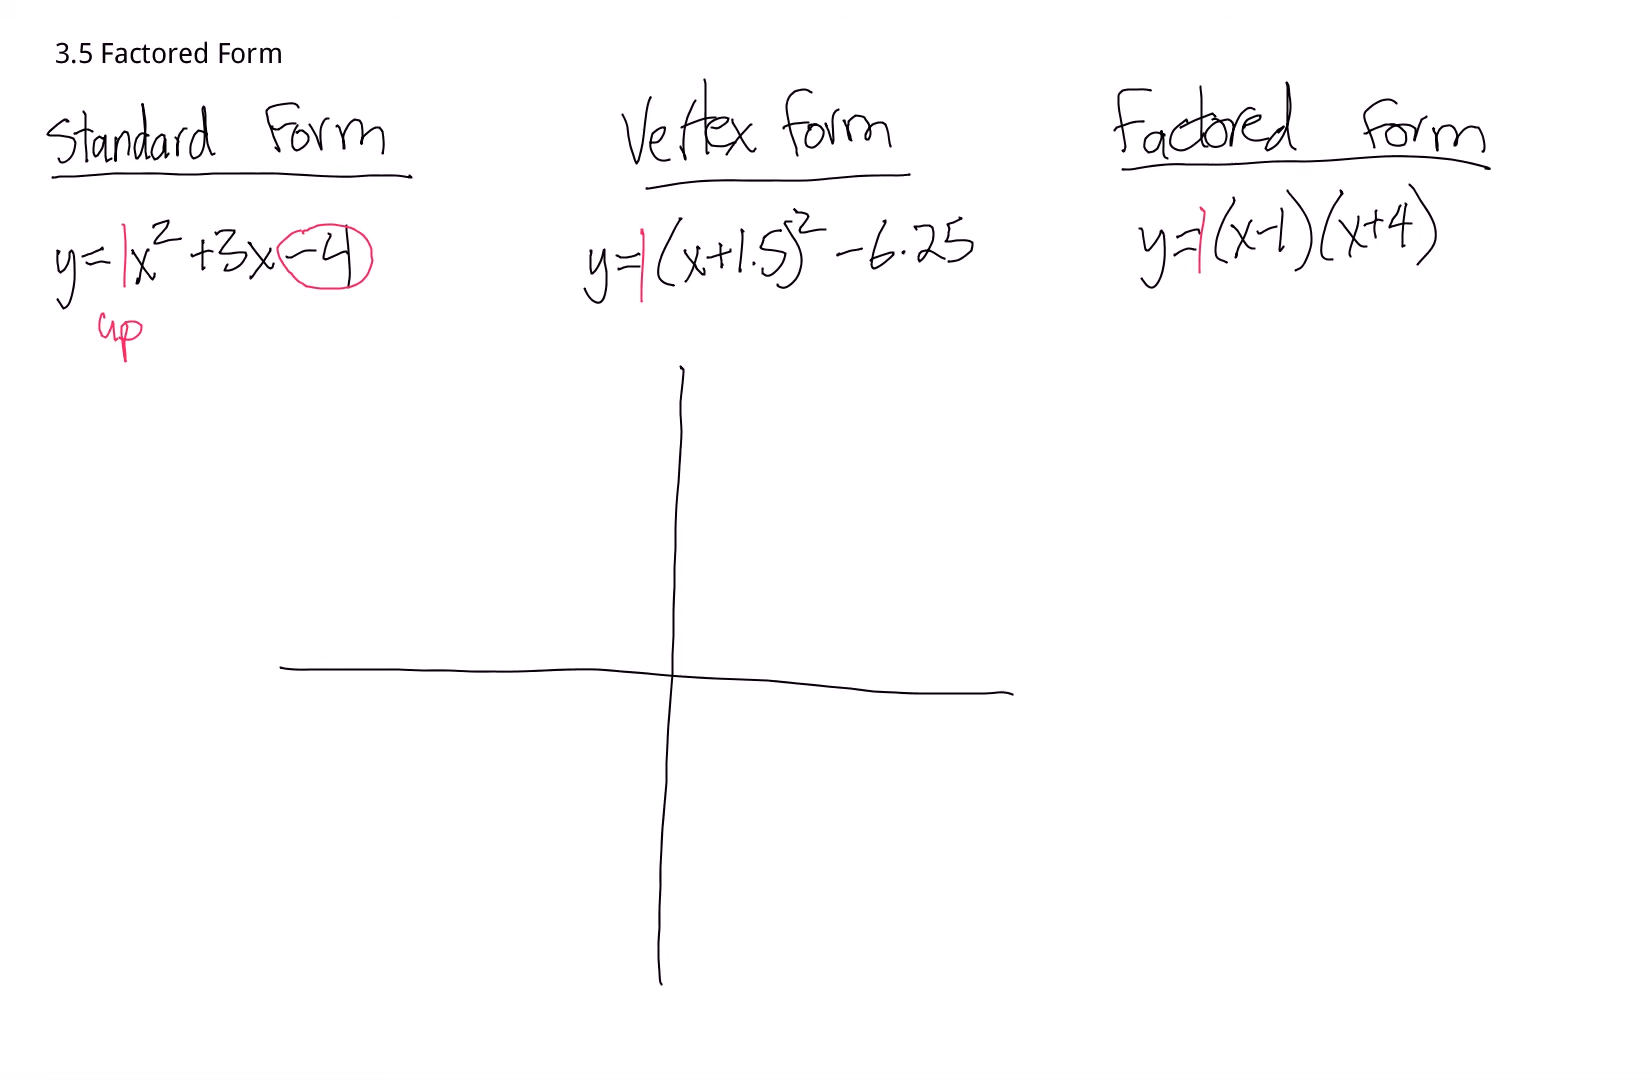 3.5 Factored Form
Standard Form
Vertex form
Factored form
y=1x²+3x-4
y=1(x+1.5)²-6.25
y=1(x-1)(x+4)
up